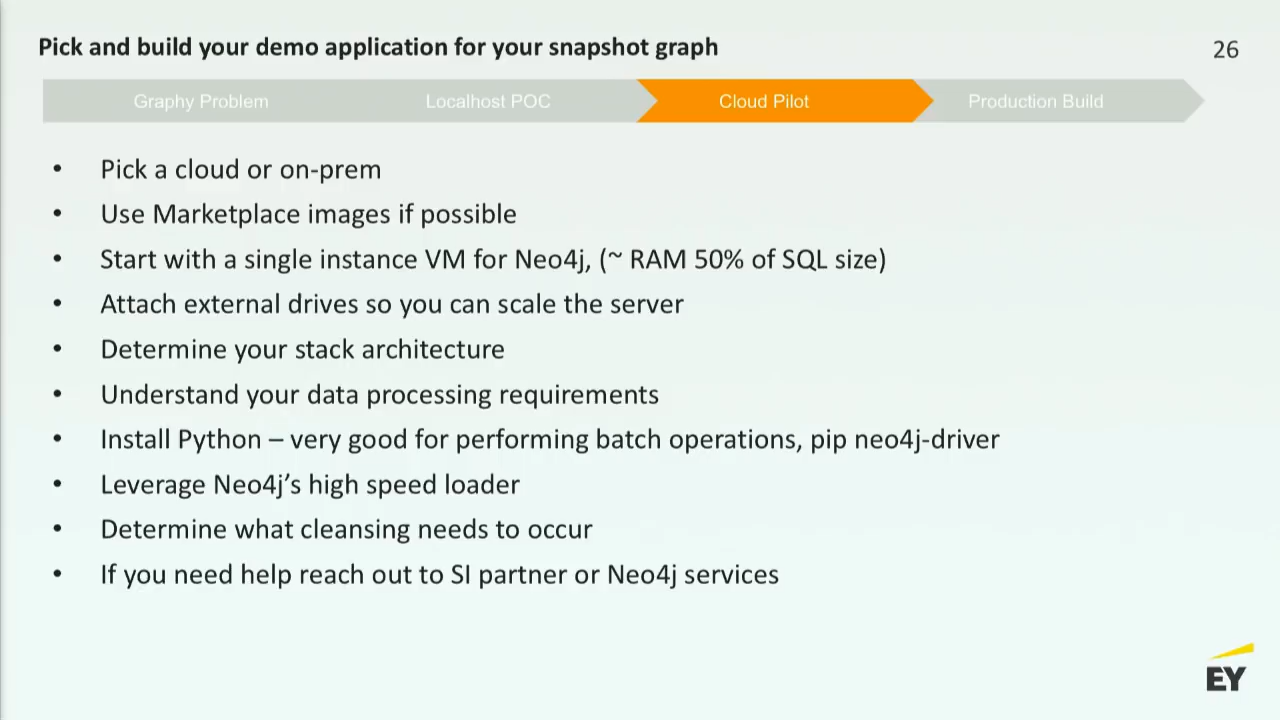 Pick and build your demo application for your snapshot graph
26
Graphy Problem
Localhost POC
Cloud Pilot
Production Build
• Pick a cloud or on-prem
• Use Marketplace images if possible
• Start with a single instance VM for Neo4j, (~ RAM 50% of SQL size)
• Attach external drives so you can scale the server
• Determine your stack architecture
• Understand your data processing requirements
• Install Python – very good for performing batch operations, pip neo4j-driver
• Leverage Neo4j’s high speed loader
• Determine what cleansing needs to occur
• If you need help reach out to SI partner or Neo4j services
EY